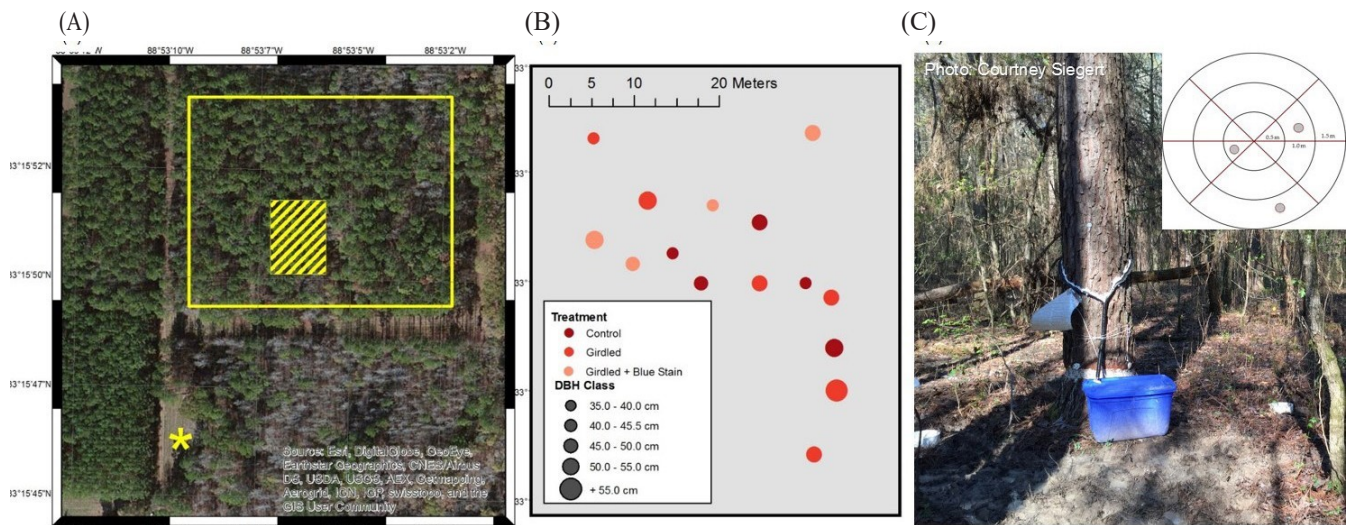 (A)
(B)
(C)
88°53'10"W
88°53'7"W
88°53'5"W
88°53'2"W
33°15'52"N
33°15'50"N
33°15'47"N
33°15'45"N
*
Source: Esri, DigitalGlobe, GeoEye,
Earthstar Geographics, CNES/Airbus
DS, USDA, USGS, AEX, Getmapping,
Aerogrid, IGN, IGP, swisstopo, and the
GIS User Community
0 5 10 20 Meters
Treatment
Control
Girdled
Girdled + Blue Stain
DBH Class
35.0 - 40.0 cm
40.0 - 45.5 cm
45.0 - 50.0 cm
50.0 - 55.0 cm
+ 55.0 cm
Photo: Courtney Siegert
0.5 m
1.0 m
1.5 m